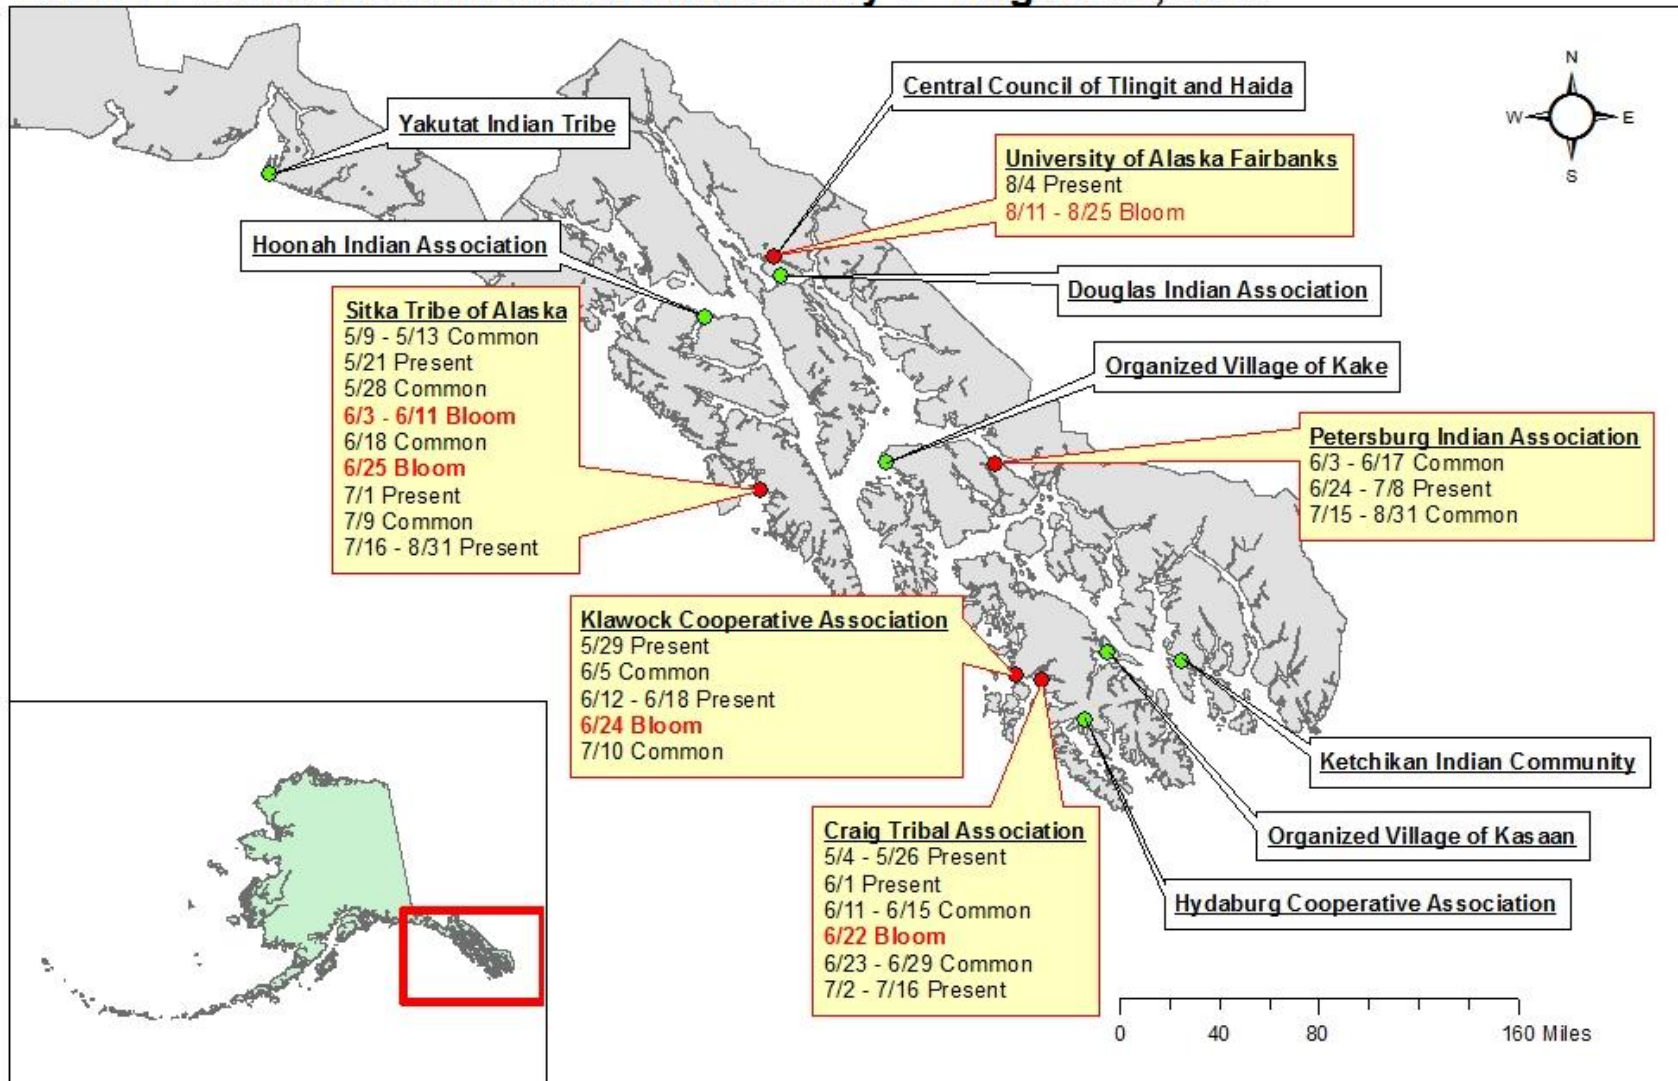 Yakutat Indian Tribe
Central Council of Tlingit and Haida
University of Alaska Fairbanks
8/4 Present
8/11 - 8/25 Bloom
Hoonah Indian Association
Douglas Indian Association
Sitka Tribe of Alaska
5/9 - 5/13 Common
5/21 Present
5/28 Common
6/3 - 6/11 Bloom
6/18 Common
6/25 Bloom
7/1 Present
7/9 Common
7/16 - 8/31 Present
Organized Village of Kake
Petersburg Indian Association
6/3 - 6/17 Common
6/24 - 7/8 Present
7/15 - 8/31 Common
Klawock Cooperative Association
5/29 Present
6/5 Common
6/12 - 6/18 Present
6/24 Bloom
7/10 Common
Ketchikan Indian Community
Organized Village of Kasaan
Hydaburg Cooperative Association
Craig Tribal Association
5/4 - 5/26 Present
6/1 Present
6/11 - 6/15 Common
6/22 Bloom
6/23 - 6/29 Common
7/2 - 7/16 Present
N
W E
S
0 40 80 160 Miles